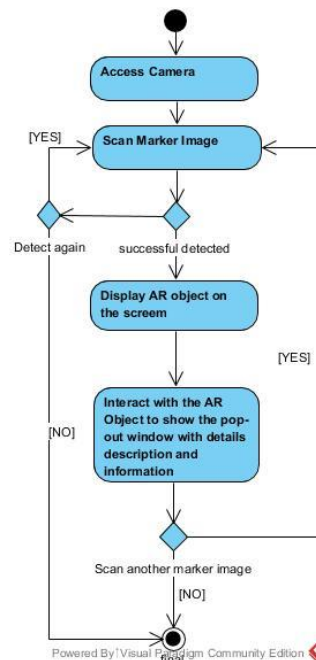 Access Camera
[YES]
Scan Marker Image
Detect again
successful detected
Display AR object on
the screem
[YES]
Interact with the AR
Object to show the pop-
out window with details
description and
information
[NO]
Scan another marker image
[NO]
final
Powered By Visual Paradigm Community Edition